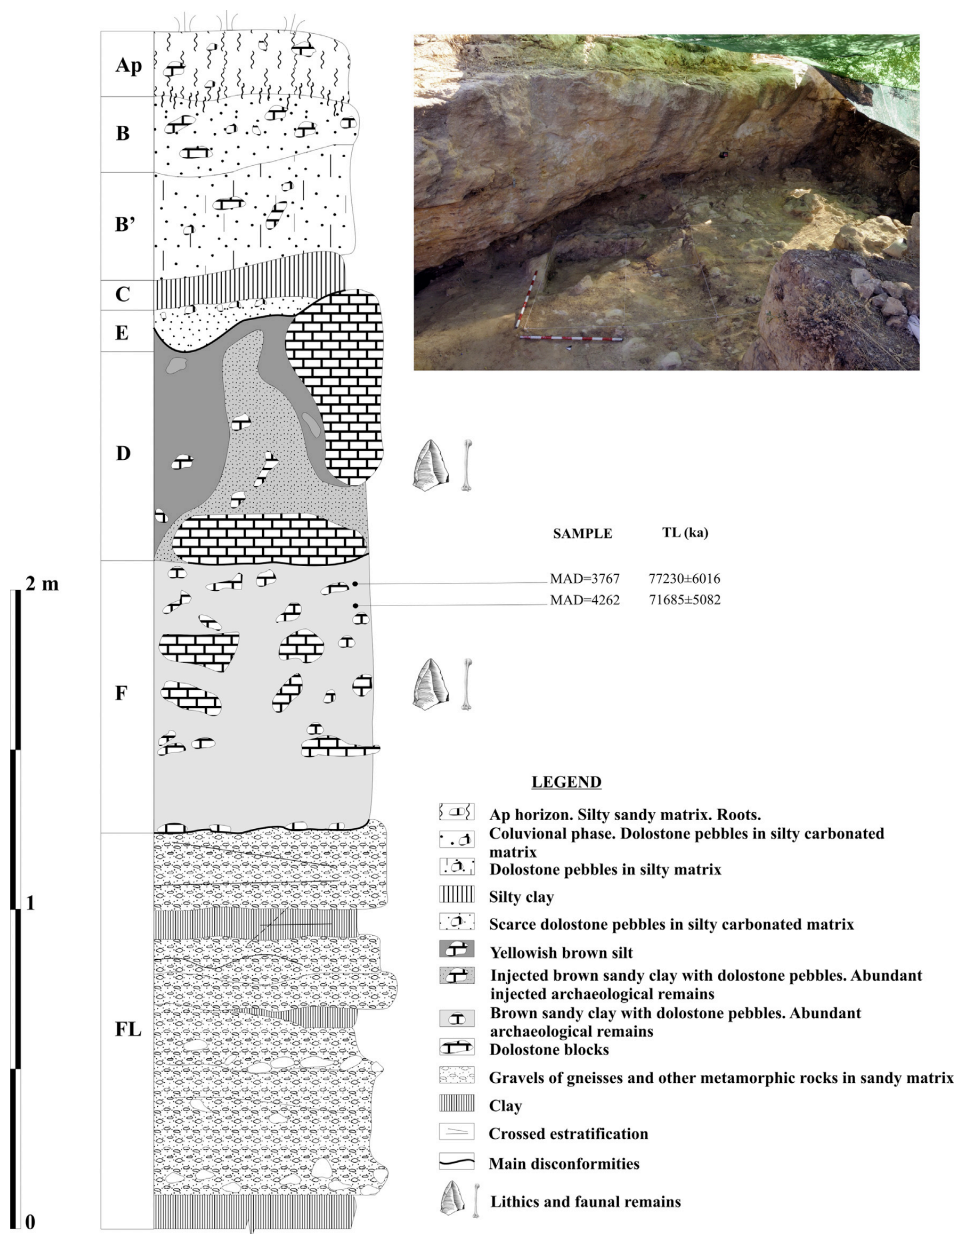 Ap
B
B’
C
E
D
SAMPLE TL (ka)
MAD=3767 77230±6016
MAD=4262 71685±5082
2 m
F
LEGEND
Ap horizon. Silty sandy matrix. Roots.
Coluvional phase. Dolostone pebbles in silty carbonated
matrix
Dolostone pebbles in silty matrix
Silty clay
1
Scarce dolostone pebbles in silty carbonated matrix
Yellowish brown silt
Injected brown sandy clay with dolostone pebbles. Abundant
injected archaeological remains
FL
Brown sandy clay with dolostone pebbles. Abundant
archaeological remains
Dolostone blocks
Gravels of gneisses and other metamorphic rocks in sandy matrix
Clay
Crossed estratification
Main disconformities
Lithics and faunal remains
0